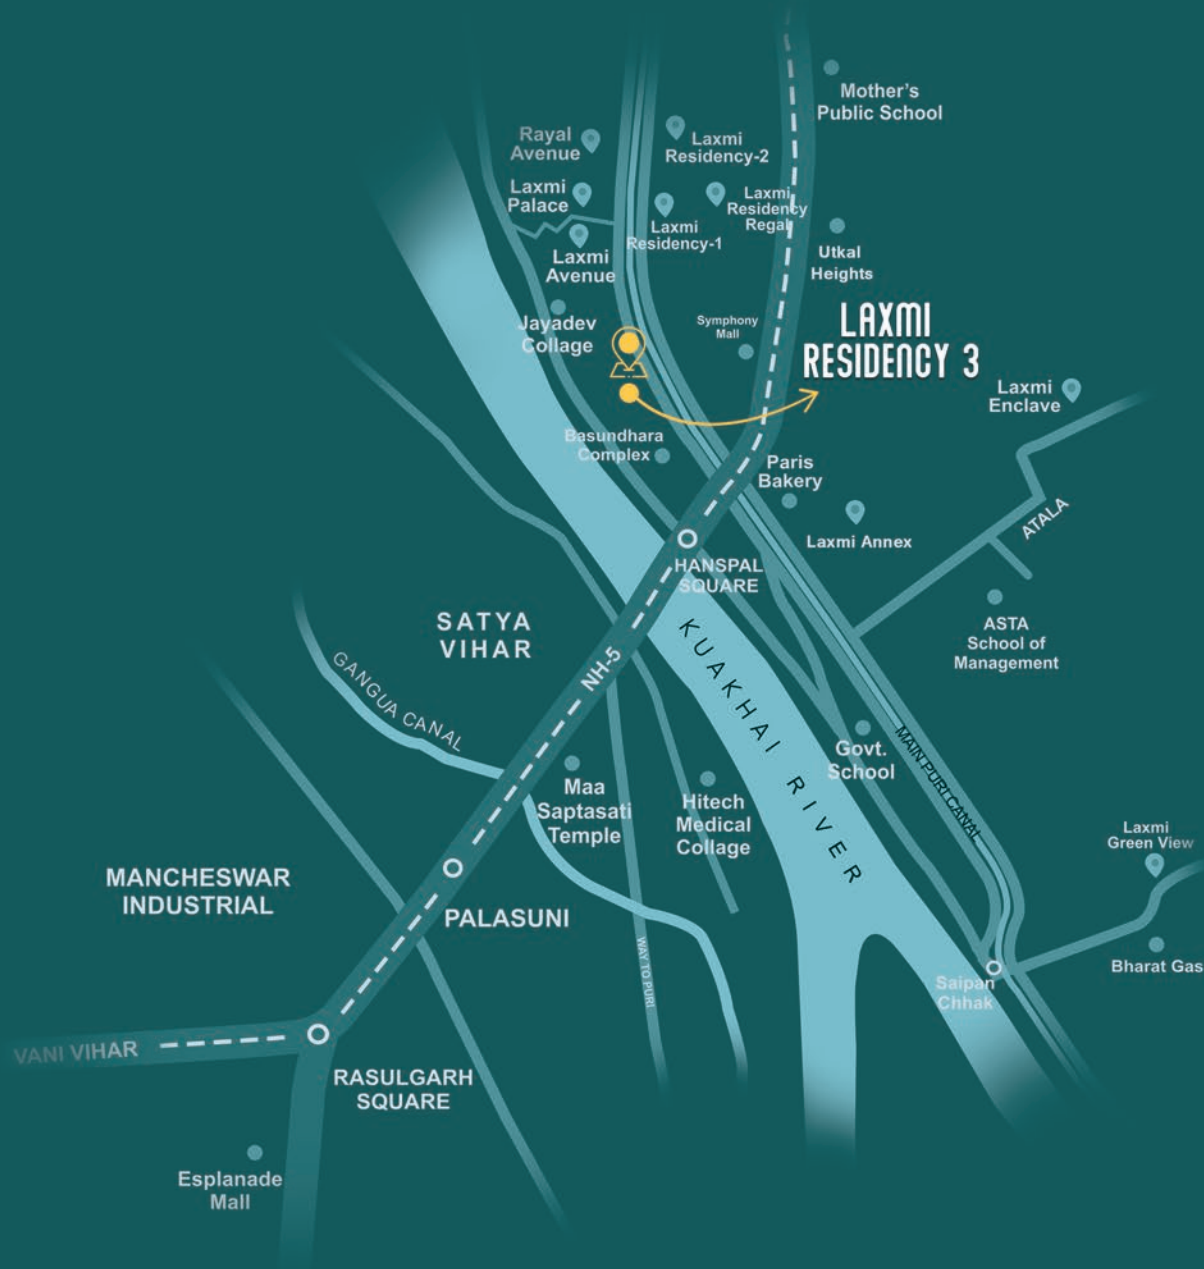 Mother's
Public School
Rayal
Avenue
Laxmi
Residency-2
Laxmi
Palace
Laxmi
Residency
Regal
Laxmi
Residency-1
Laxmi
Avenue
Utkal
Heights
Jayadev
Collage
Symphony
Mall
LAXMI
RESIDENCY 3
Laxmi
Enclave
Basundhara
Complex
Paris
Bakery
Laxmi Annex
ATALA
HANSPAL
SQUARE
SATYA
VIHAR
NH-5
ASTA
School of
Management
KUAKHAI RIVER
GANGUA CANAL
Govt.
School
MAIN PURI CANAL
Maa
Saptasati
Temple
Hitech
Medical
Collage
Laxmi
Green View
MANCHESWAR
INDUSTRIAL
PALASUNI
WAY TO PURI
Bharat Gas
Saipan
Chhak
VANI VIHAR
RASULGARH
SQUARE
Esplanade
Mall